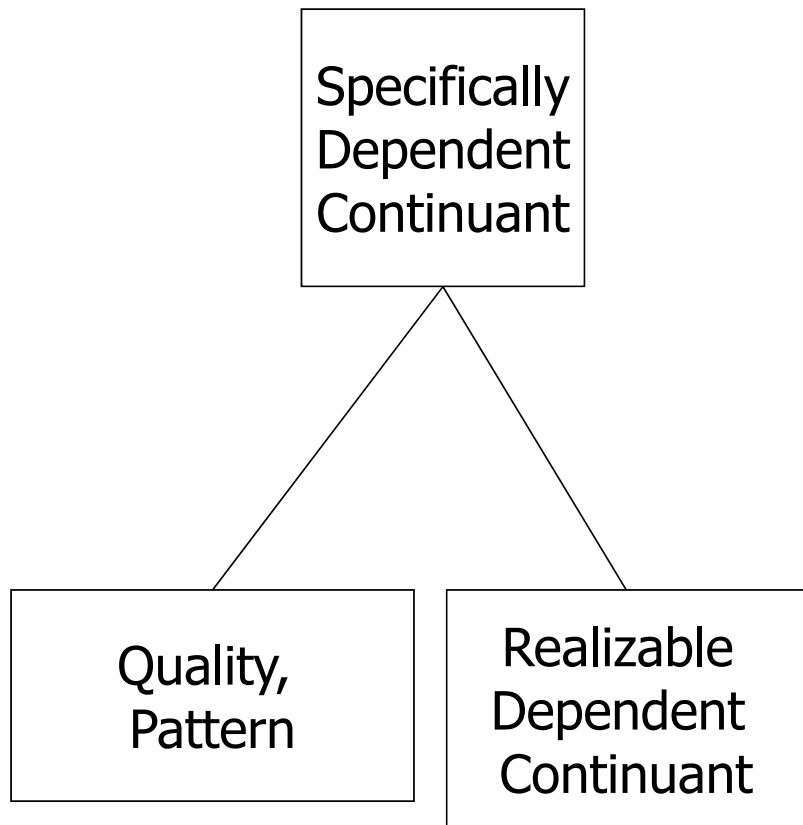 Specifically
Dependent
Continuant
Quality,
Pattern
Realizable
Dependent
Continuant